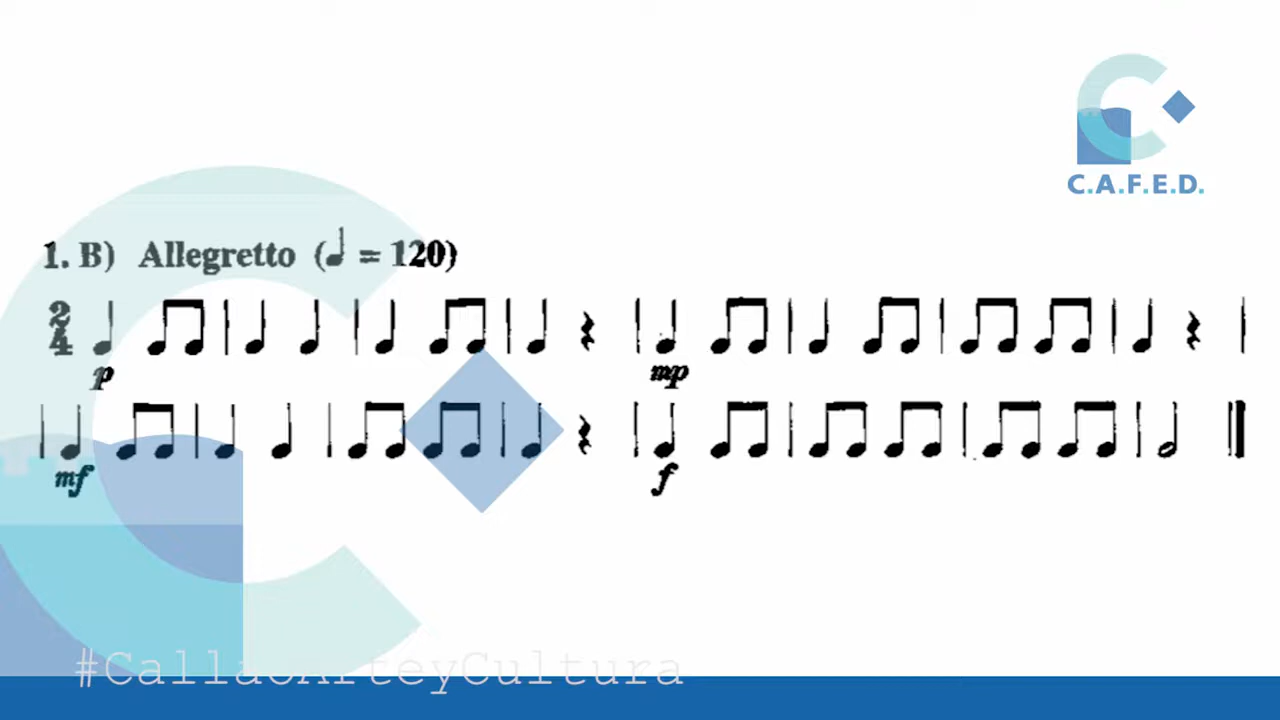 C.A.F.E.D.
1. B) Allegretto (♩ = 120)
2
4
p mp
mf f
#CallaoArteyCultura